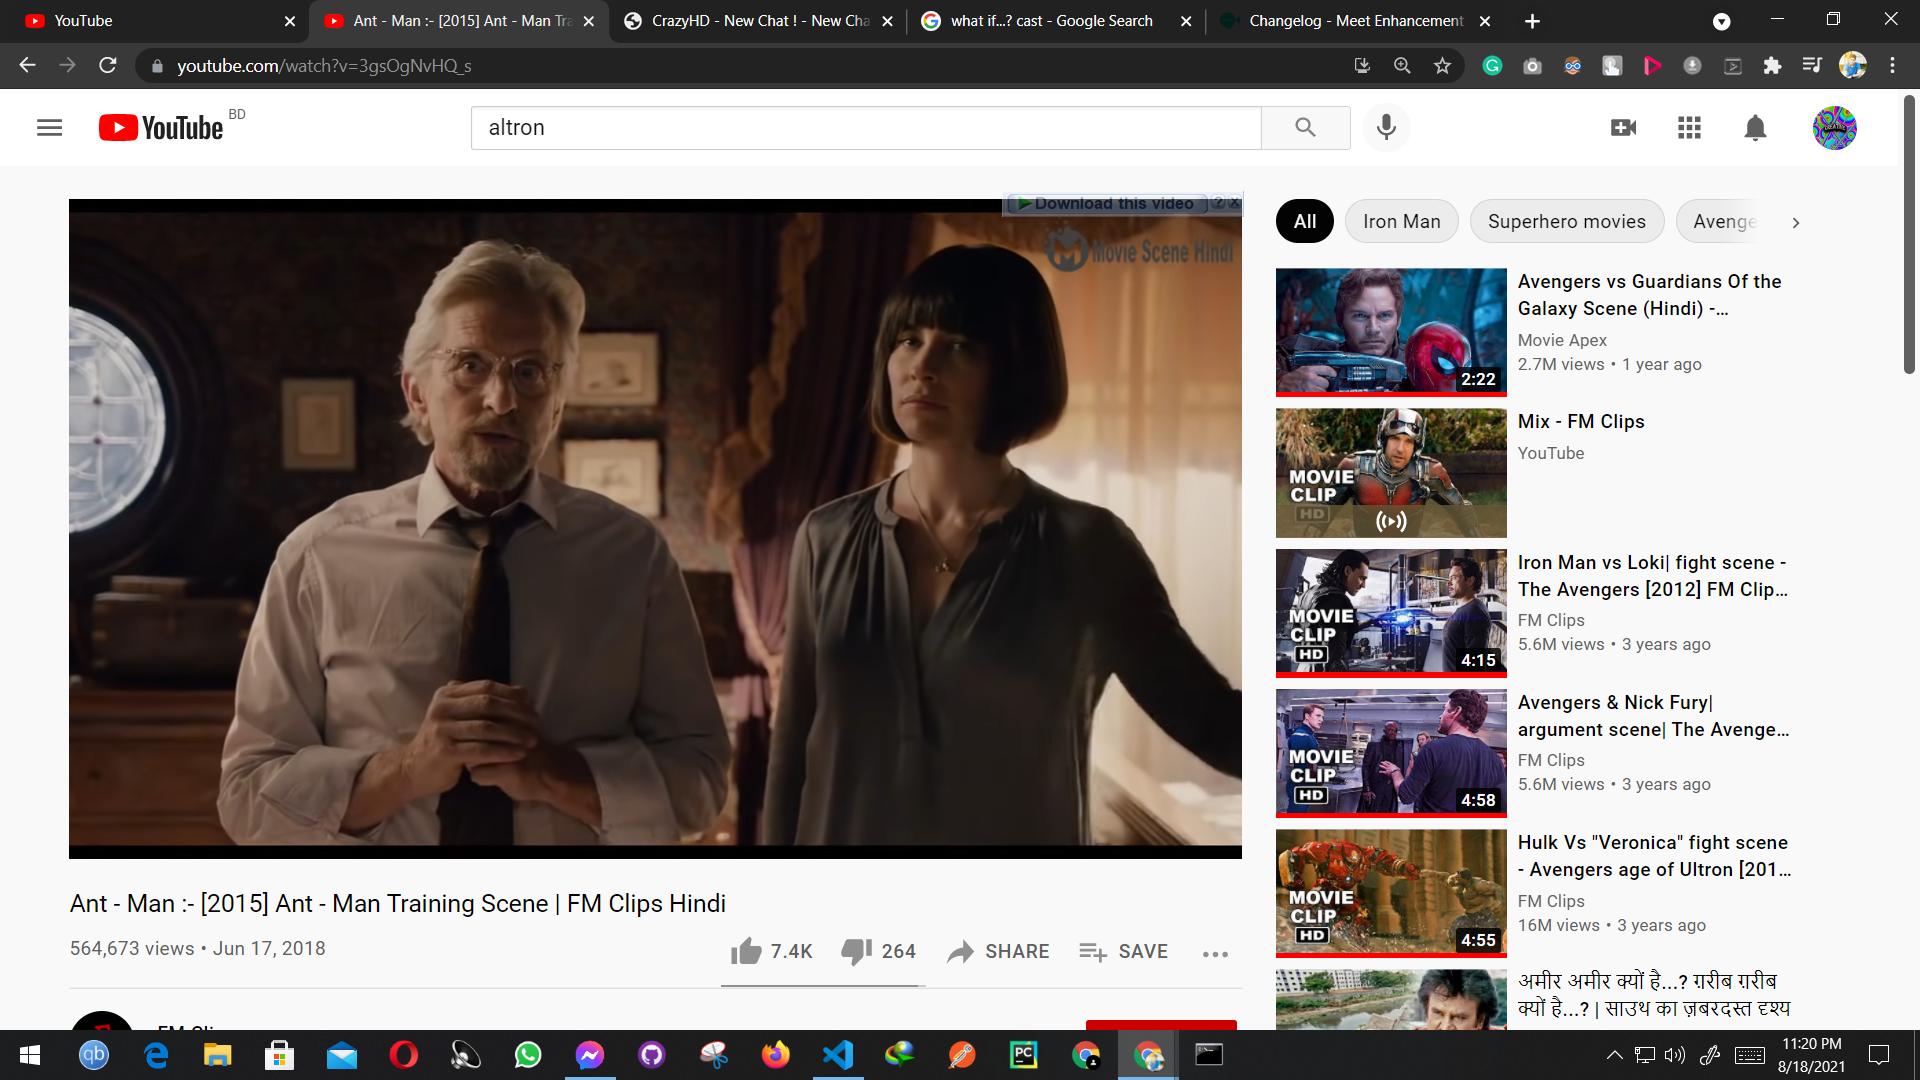 YouTube
Ant - Man :- [2015] Ant - Man Tra
CrazyHD - New Chat ! - New Cha
what if...? cast - Google Search
Changelog - Meet Enhancement
youtube.com/watch?v=3gsOgNvHQ_s
YouTube BD
altron
Download this video ? x
Movie Scene Hindi
All
Iron Man
Superhero movies
Avenge
Avengers vs Guardians Of the
Galaxy Scene (Hindi) -...
Movie Apex
2.7M views • 1 year ago
2:22
Mix - FM Clips
YouTube
MOVIE
CLIP
HD
Iron Man vs Loki| fight scene -
The Avengers [2012] FM Clip...
FM Clips
5.6M views • 3 years ago
MOVIE
CLIP
HD
4:15
Avengers & Nick Fury|
argument scene| The Avenge...
FM Clips
5.6M views • 3 years ago
MOVIE
CLIP
HD
4:58
Hulk Vs "Veronica" fight scene
- Avengers age of Ultron [201...
FM Clips
16M views • 3 years ago
MOVIE
CLIP
HD
4:55
अमीर अमीर क्यों है...? ग़रीब ग़रीब
क्यों है...? | साउथ का ज़बरदस्त दृश्य
Ant - Man :- [2015] Ant - Man Training Scene | FM Clips Hindi
564,673 views • Jun 17, 2018
7.4K
264
SHARE
SAVE
qb
PC
11:20 PM
8/18/2021